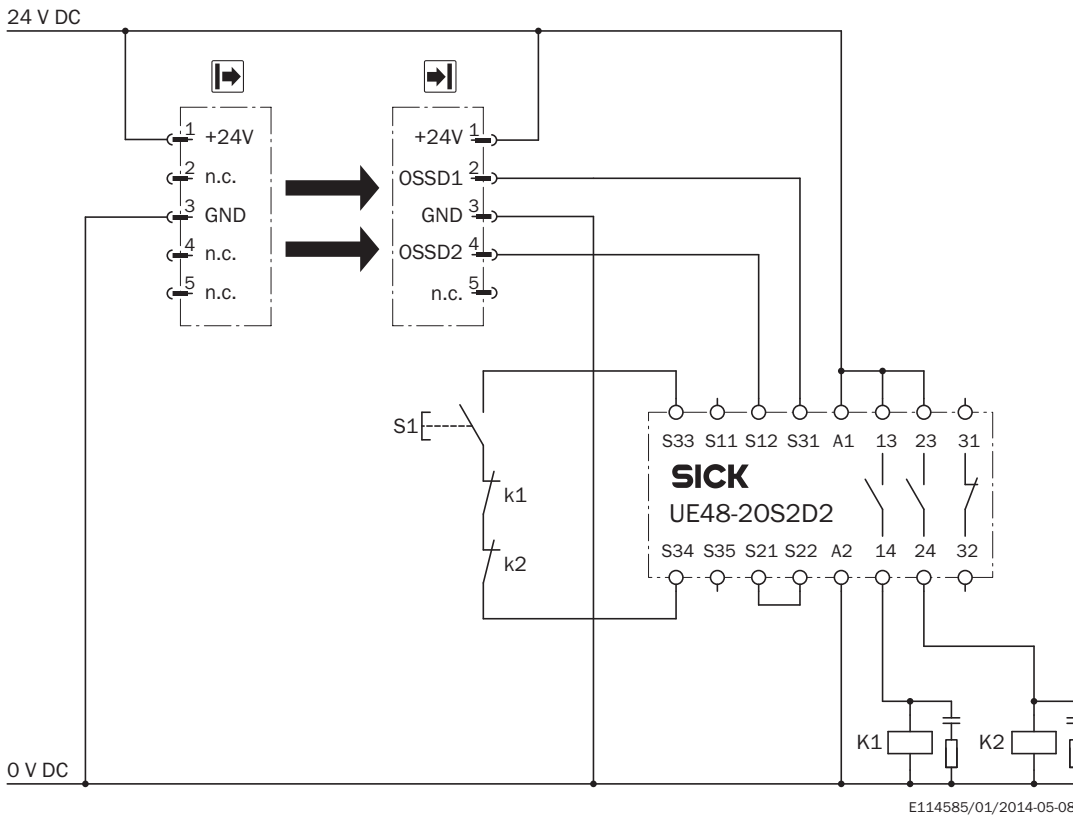 24 V DC
1 +24V
2 n.c.
3 GND
4 n.c.
5 n.c.
+24V 1
OSSD1 2
GND 3
OSSD2 4
n.c. 5
S1
k1
k2
S33 S11 S12 S31 A1 13 23 31
SICK
UE48-20S2D2
S34 S35 S21 S22 A2 14 24 32
K1 K2
0 V DC
E114585/01/2014-05-08